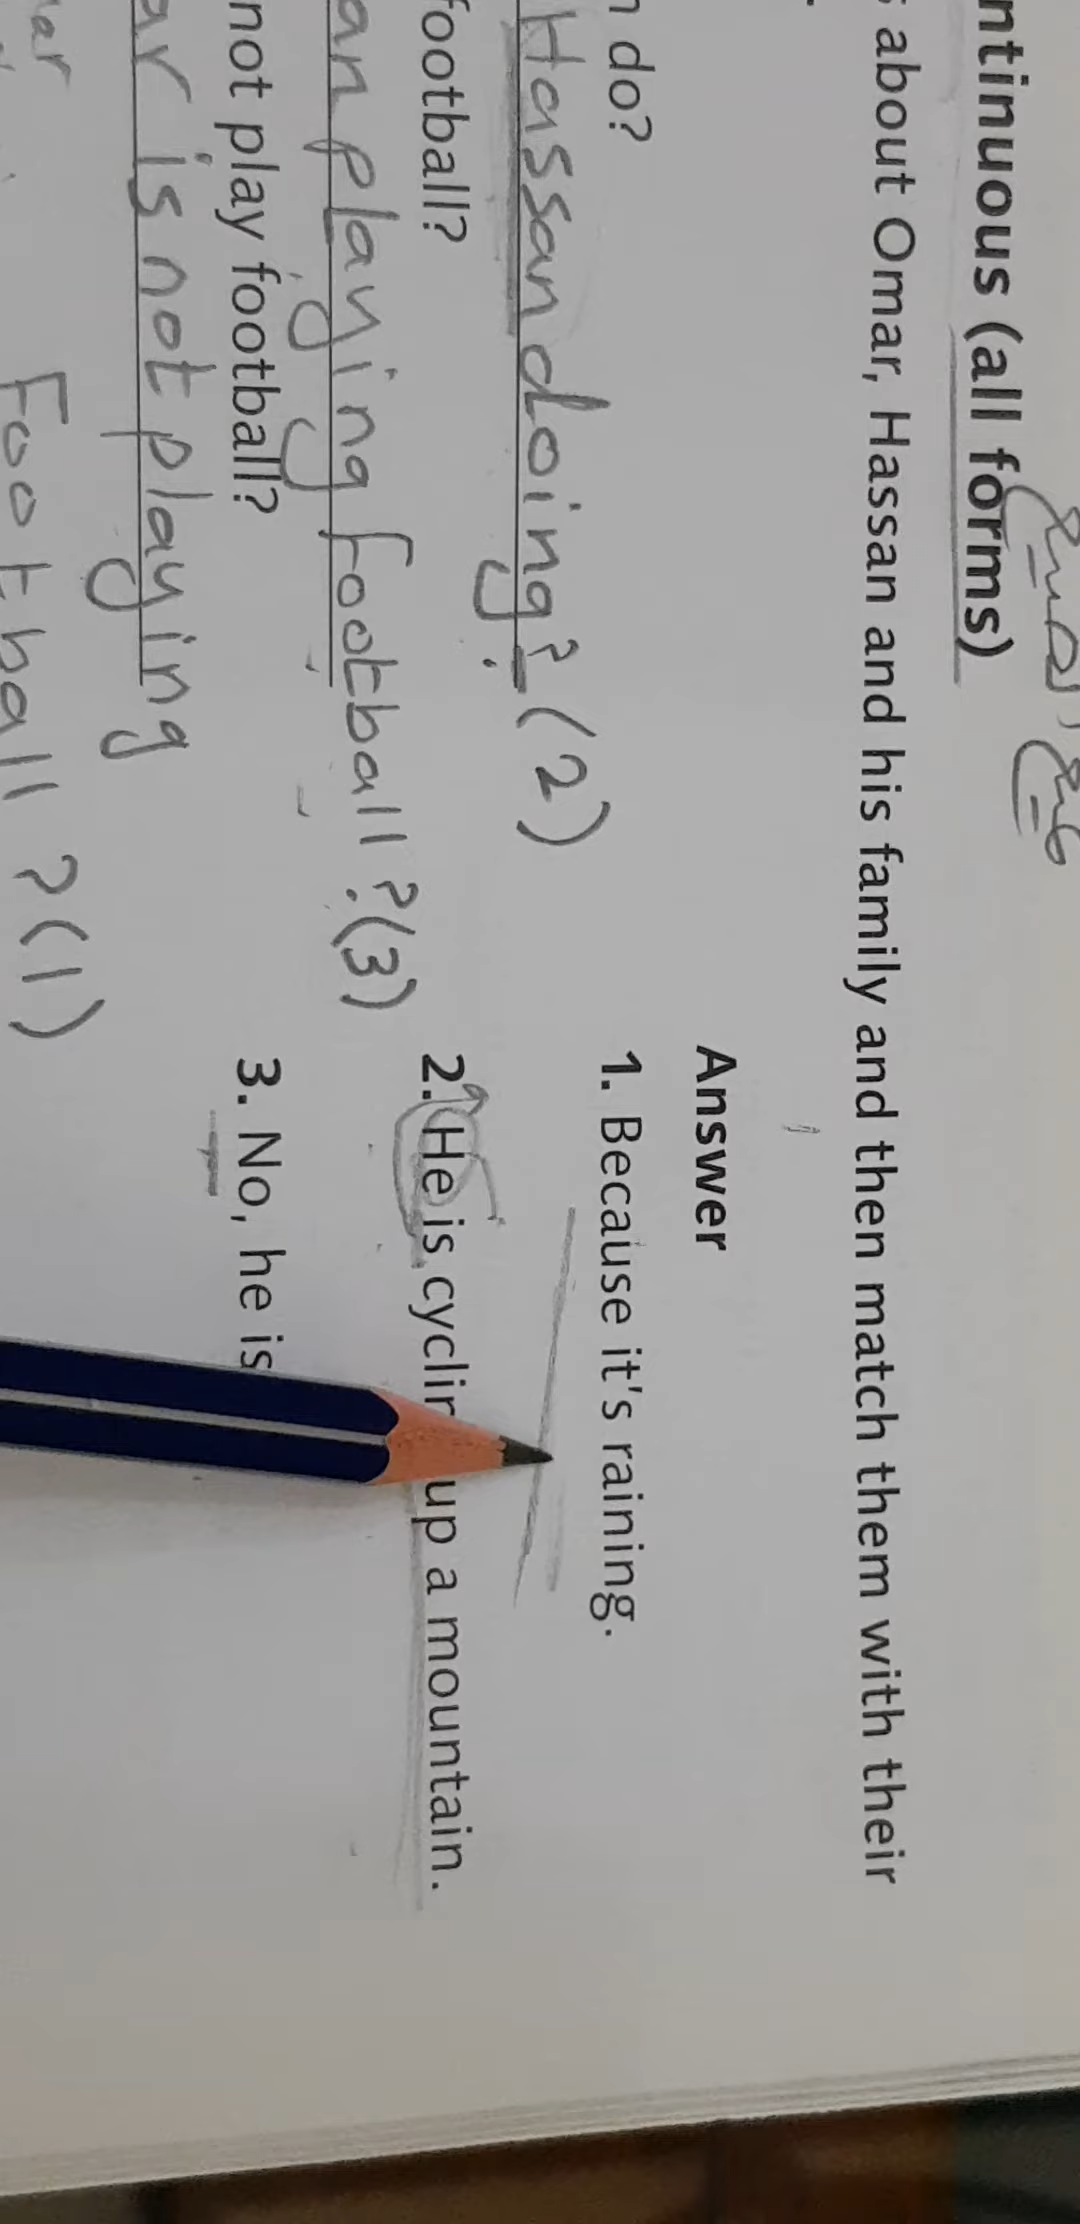 ntinuous (all forms)
about Omar, Hassan and his family and then match them with their
Answer
do?
1. Because it's raining.
Hassan doing? (2)
football?
2. He is cycling up a mountain.
an playing football? (3)
not play football?
3. No, he is
ar is not playing
Football? (1)